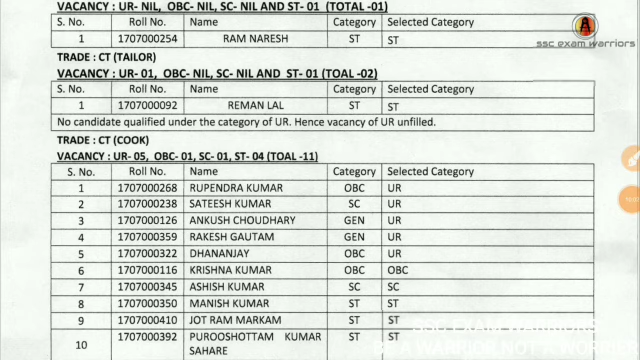 VACANCY : UR- NIL, OBC- NIL, SC- NIL AND ST- 01 (TOTAL -01)
S. No. Roll No. Name Category Selected Category
1 1707000254 RAM NARESH ST ST
ssc exam warriors
TRADE: CT (TAILOR)
VACANCY : UR- 01, OBC- NIL, SC- NIL AND ST- 01 (TOAL -02)
S. No. Roll No. Name Category Selected Category
1 1707000092 REMAN LAL ST ST
No candidate qualified under the category of UR. Hence vacancy of UR unfilled.
TRADE: CT (COOK)
VACANCY : UR- 05, OBC- 01, SC- 01, ST- 04 (TOAL -11)
S. No. Roll No. Name Category Selected Category
1 1707000268 RUPENDRA KUMAR OBC UR
2 1707000238 SATEESH KUMAR SC UR
3 1707000126 ANKUSH CHOUDHARY GEN UR
4 1707000359 RAKESH GAUTAM GEN UR
5 1707000322 DHANANJAY OBC UR
6 1707000116 KRISHNA KUMAR OBC OBC
7 1707000345 ASHISH KUMAR SC SC
8 1707000350 MANISH KUMAR ST ST
9 1707000410 JOT RAM MARKAM ST ST
10 1707000392 PUROOSHOTTAM KUMAR SAHARE ST ST
SSC EXAM WARRIORS
BE A WARRIOR NOT A WORRIER